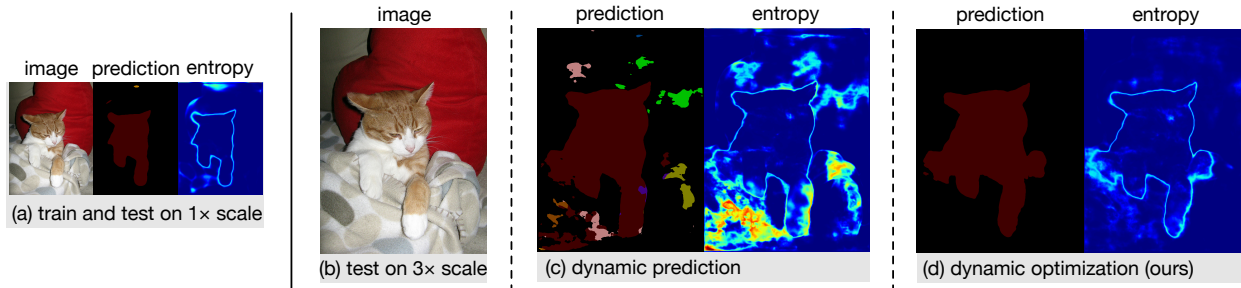 image prediction entropy
(a) train and test on 1× scale
image
(b) test on 3× scale
prediction entropy
(c) dynamic prediction
prediction entropy
(d) dynamic optimization (ours)